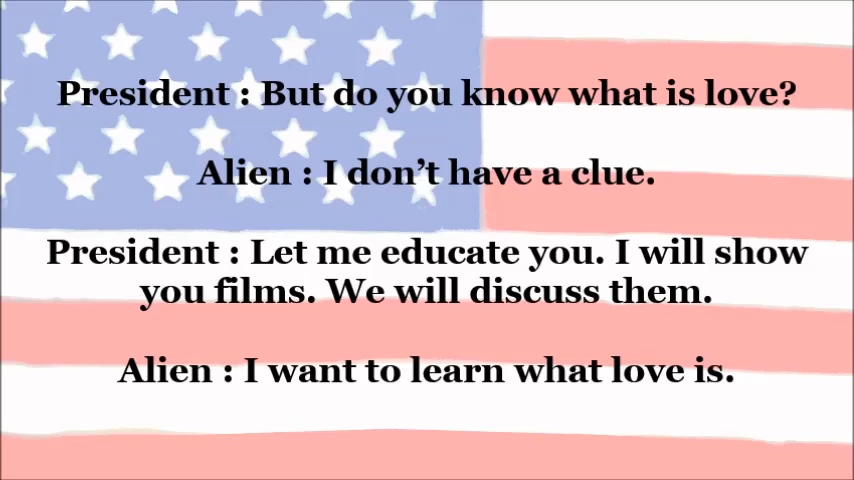 President : But do you know what is love?
Alien : I don’t have a clue.
President : Let me educate you. I will show
you films. We will discuss them.
Alien : I want to learn what love is.